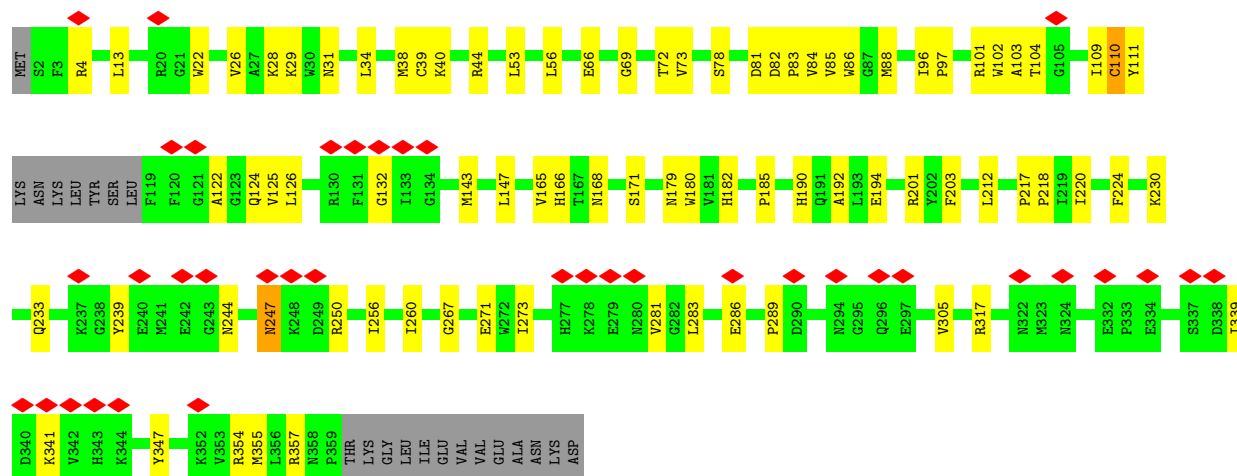 MET S2 F3 R4 L13 R20 G21 W22 V26 A27 K28 K29 W30 N31 L34 M38 C39 K40 R44 L53 L56 E66 G69 T72 V73 S78 D81 D82 P83 V84 V85 W86 G87 M88 I96 P97 R101 W102 A103 T104 G105 I109 C110 Y111
LYS ASN LYS LEU TYR SER LEU F119 F120 G121 A122 G123 Q124 V125 L126 R130 F131 G132 I133 G134 M143 L147 V165 H166 T167 N168 S171 N179 W180 V181 H182 P185 H190 Q191 A192 L193 E194 R201 Y202 F203 L212 P217 P218 I219 I220 F224 K230
Q233 K237 G238 Y239 E240 M241 E242 G243 N244 N247 K248 D249 R250 I256 I260 G267 E271 W272 I273 H277 K278 E279 N280 V281 G282 L283 E286 P289 D290 N294 G295 Q296 E297 V305 R317 N322 M323 N324 E332 P333 E334 S337 D338 I339
D340 K341 V342 H343 K344 Y347 K352 V353 R354 M355 L356 R357 N358 P359 THR LYS GLY LEU ILE GLU VAL VAL GLU ALA ASN LYS ASP